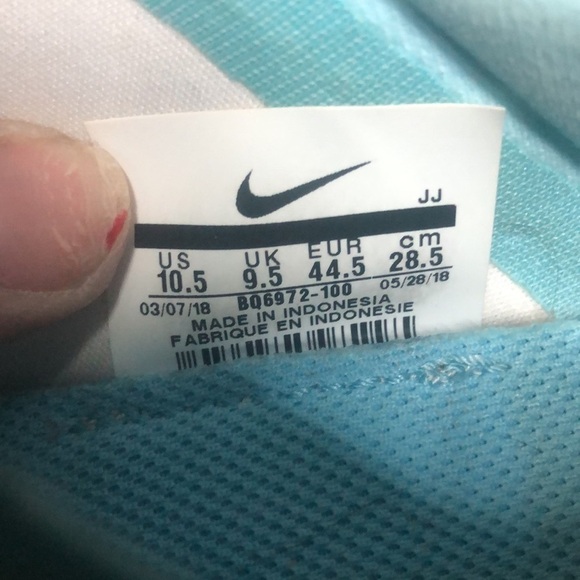 JJ
US UK EUR cm
10.5 9.5 44.5 28.5
03/07/18 BQ6972-100 05/28/18
MADE IN INDONESIA
FABRIQUE EN INDONESIE